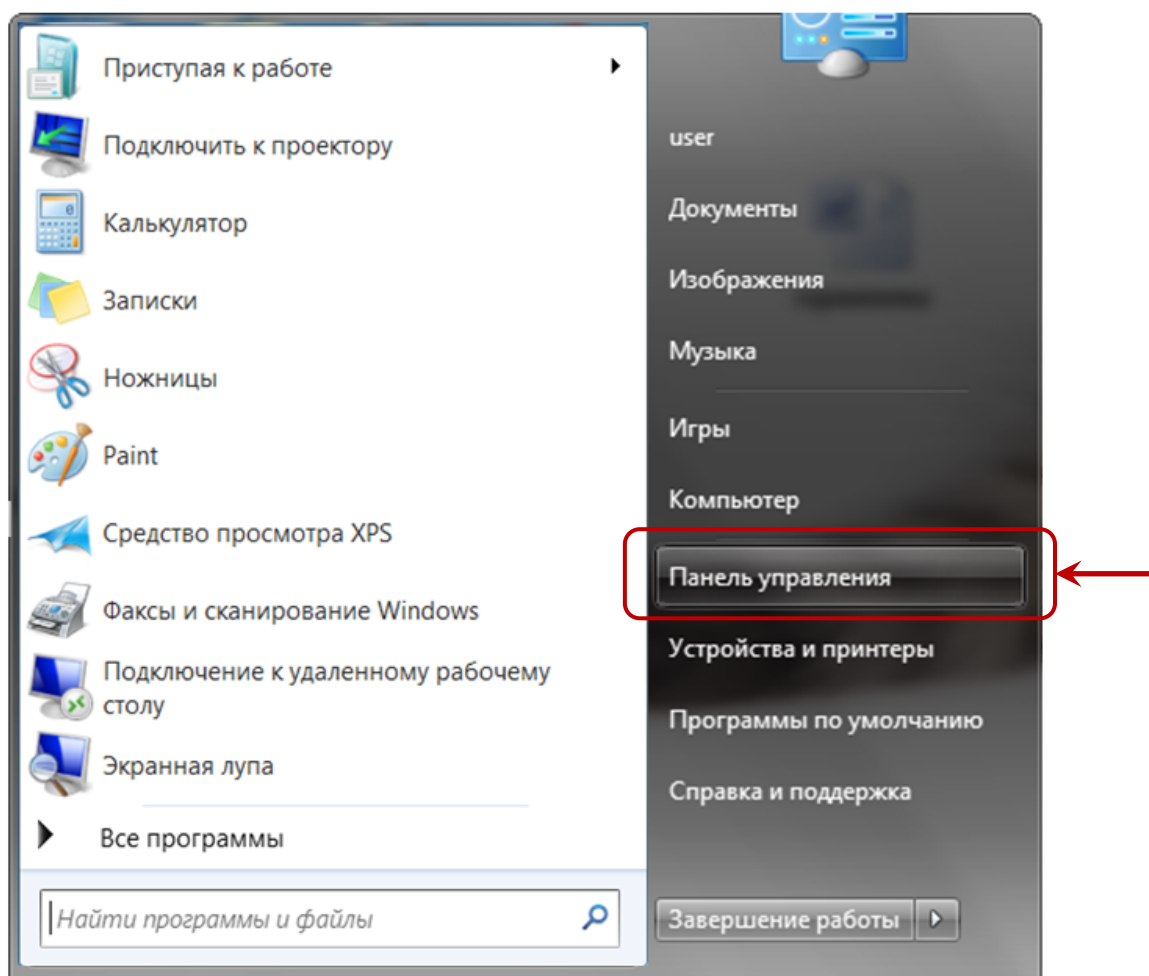 Приступая к работе
Подключить к проектору
Калькулятор
Записки
Ножницы
Paint
Средство просмотра XPS
Факсы и сканирование Windows
Подключение к удаленному рабочему
столу
Экранная лупа
Все программы
Найти программы и файлы
user
Документы
Изображения
Музыка
Игры
Компьютер
Панель управления
Устройства и принтеры
Программы по умолчанию
Справка и поддержка
Завершение работы